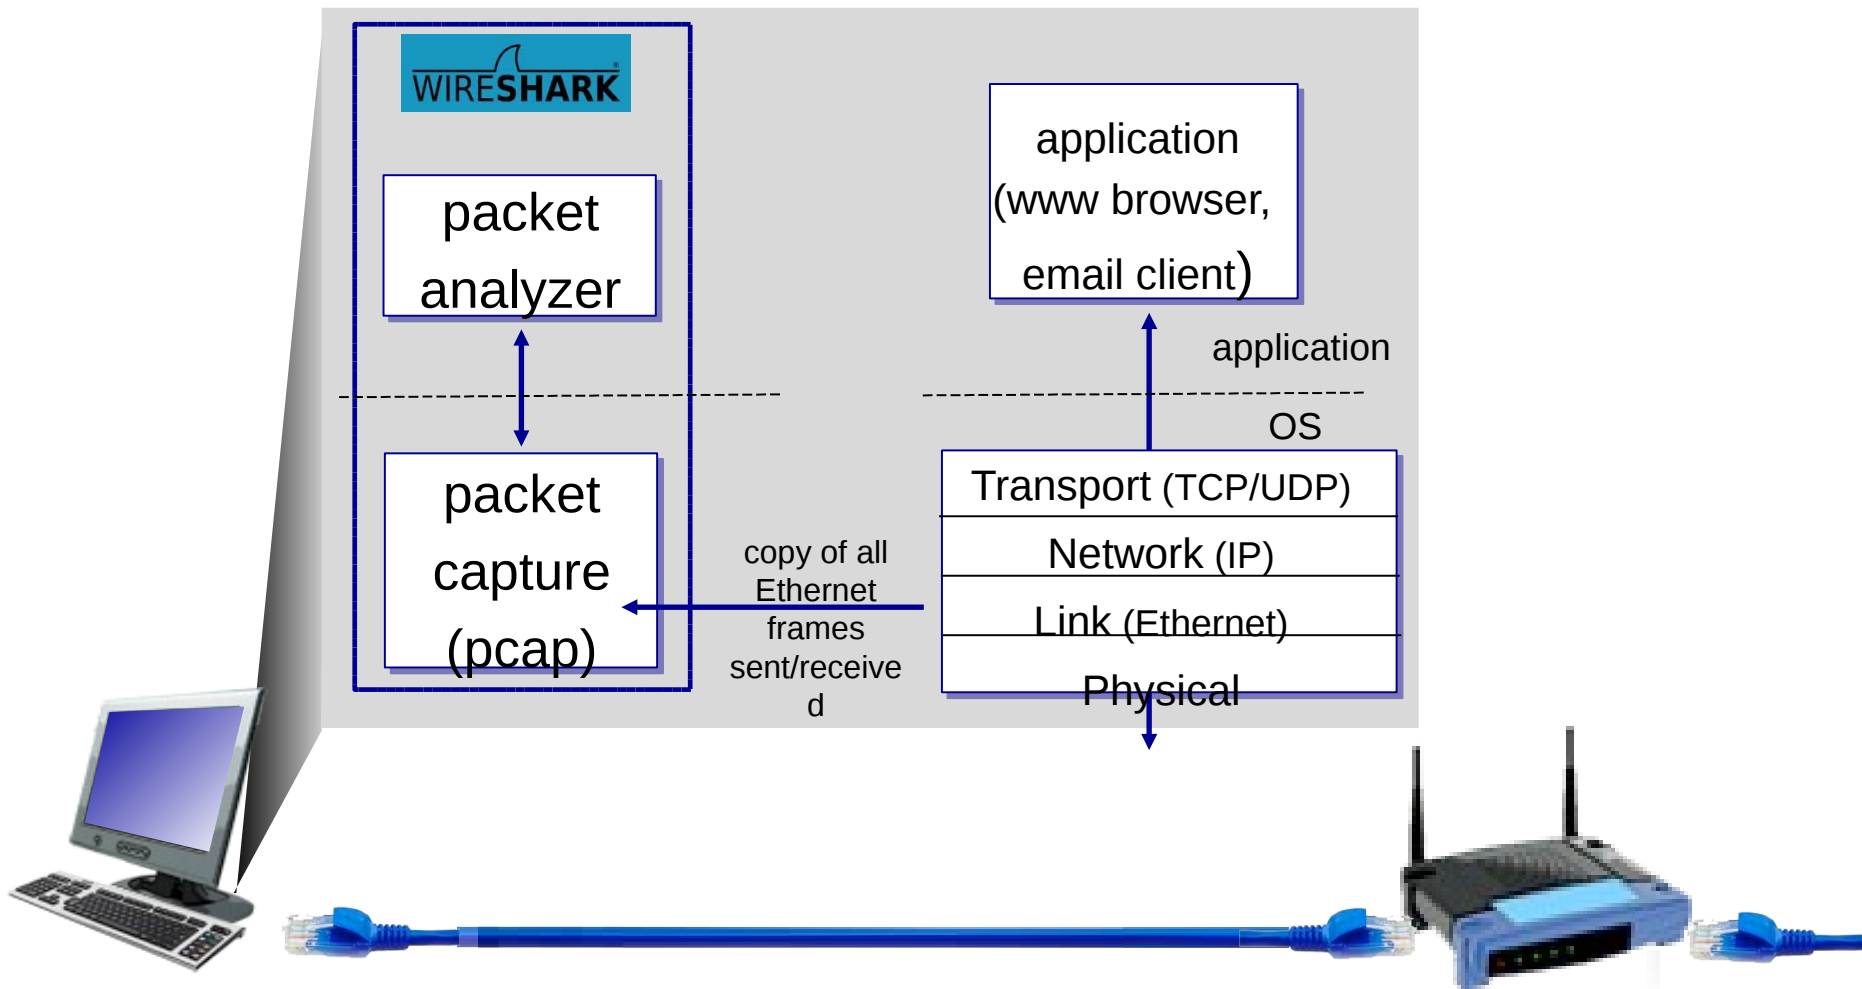 WIRESHARK
packet
analyzer
packet
capture
(pcap)
copy of all
Ethernet
frames
sent/receive
d
application
(www browser,
email client)
application
OS
Transport (TCP/UDP)
Network (IP)
Link (Ethernet)
Physical